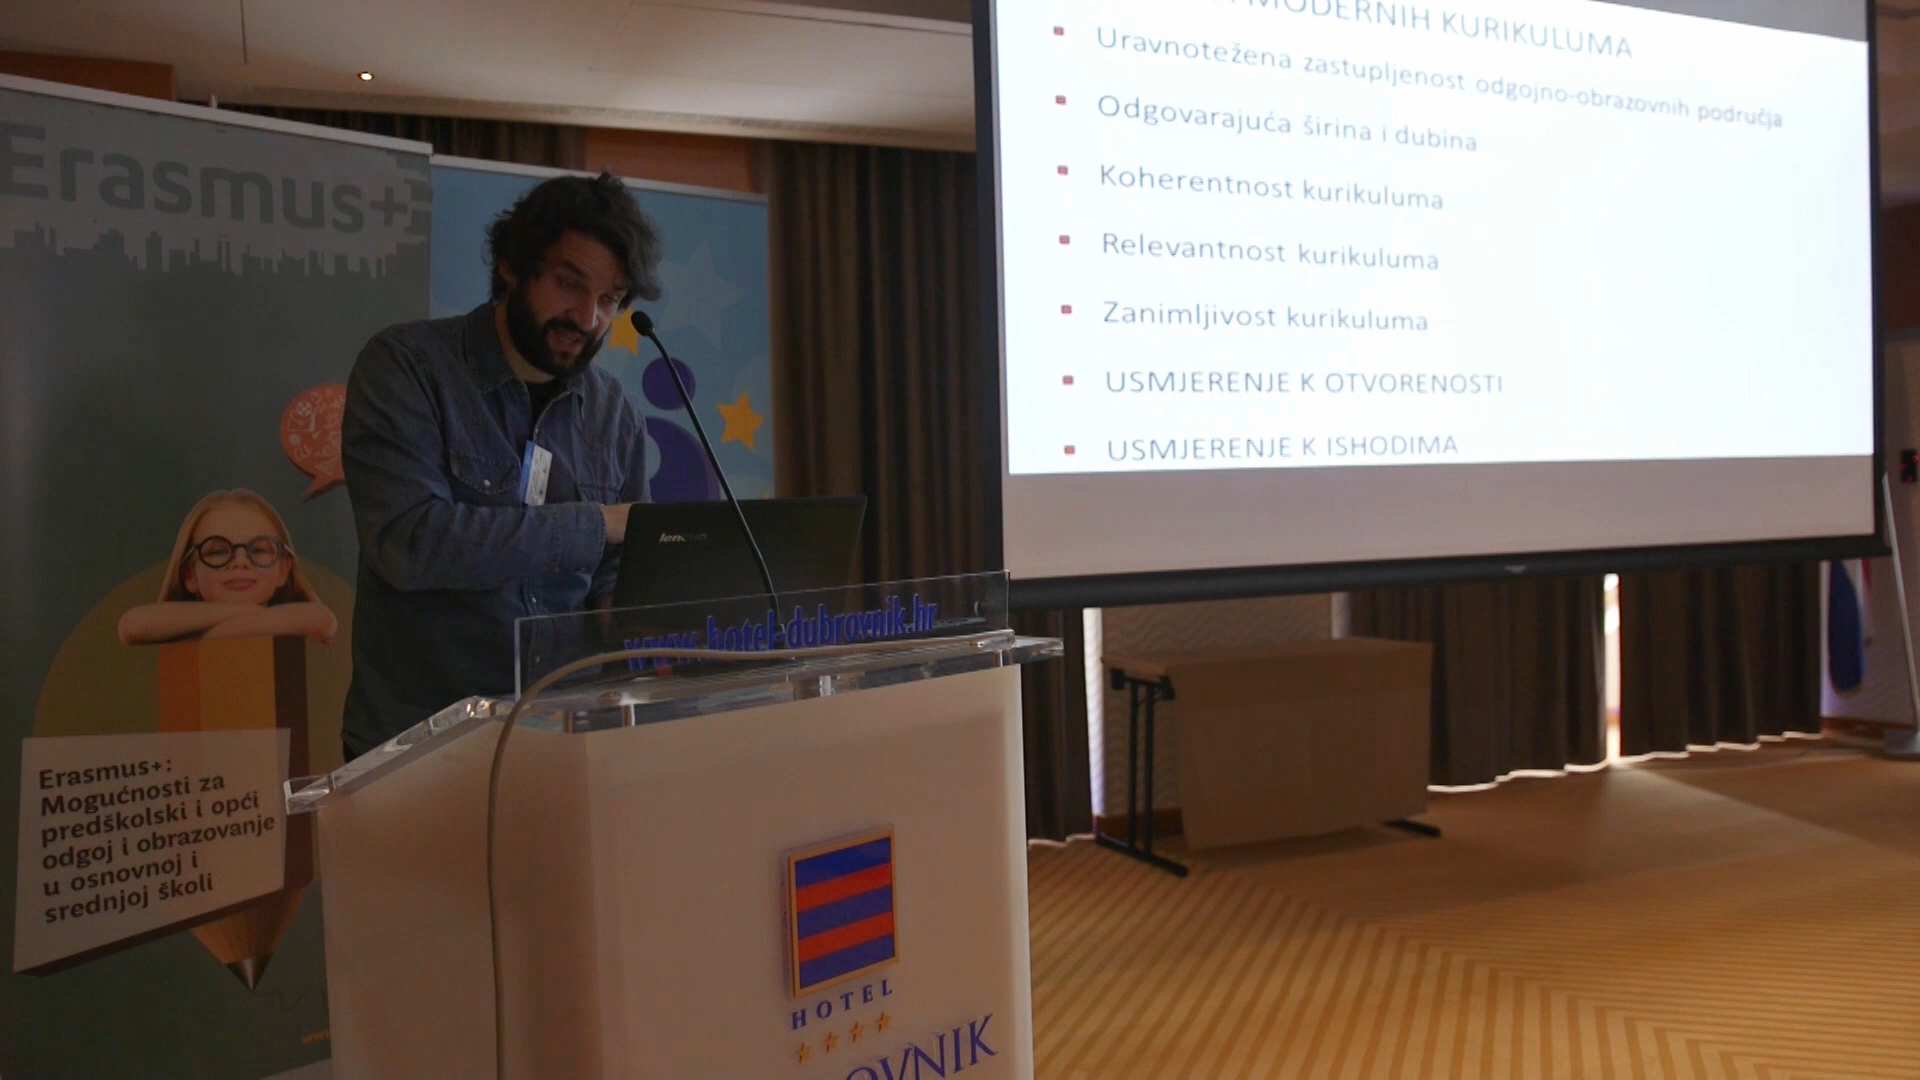 Erasmus+
MODERNIH KURIKULUMA
Uravnotežena zastupljenost odgojno-obrazovnih područja
Odgovarajuća širina i dubina
Koherentnost kurikuluma
Relevantnost kurikuluma
Zanimljivost kurikuluma
USMJERENJE K OTVORENOSTI
USMJERENJE K ISHODIMA
lenovo
www.hotel-dubrovnik.hr
Erasmus+:
Mogućnosti za
predškolski i opći
odgoj i obrazovanje
u osnovnoj i
srednjoj školi
www
HOTEL
OVNIK